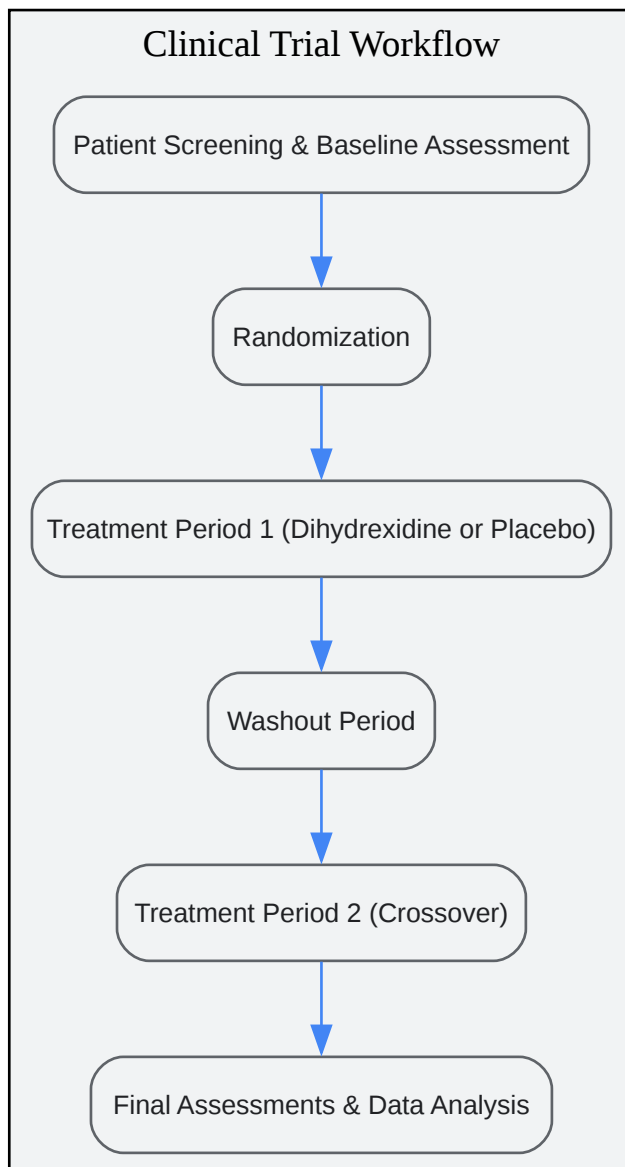 Clinical Trial Workflow
Patient Screening & Baseline Assessment
Randomization
Treatment Period 1 (Dihydrexidine or Placebo)
Washout Period
Treatment Period 2 (Crossover)
Final Assessments & Data Analysis